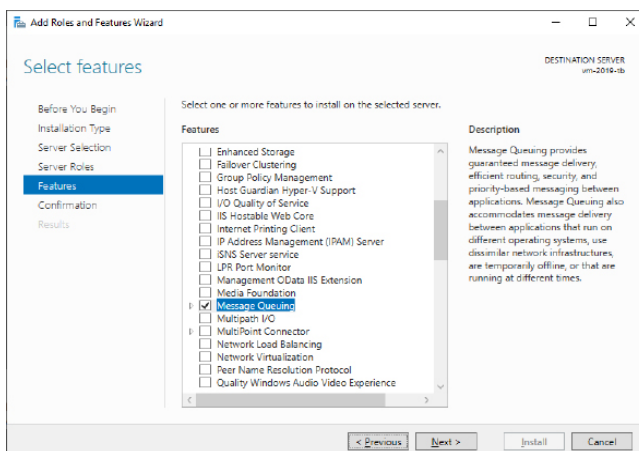 Add Roles and Features Wizard
Select features
DESTINATION SERVER
vm-2019-tb
Before You Begin
Installation Type
Server Selection
Server Roles
Features
Confirmation
Results
Select one or more features to install on the selected server.
Features
Enhanced Storage
Failover Clustering
Group Policy Management
Host Guardian Hyper-V Support
I/O Quality of Service
IIS Hostable Web Core
Internet Printing Client
IP Address Management (IPAM) Server
iSNS Server service
LPR Port Monitor
Management OData IIS Extension
Media Foundation
Message Queuing
Multipath I/O
MultiPoint Connector
Network Load Balancing
Network Virtualization
Peer Name Resolution Protocol
Quality Windows Audio Video Experience
Description
Message Queuing provides
guaranteed message delivery,
efficient routing, security, and
priority-based messaging between
applications. Message Queuing also
accommodates message delivery
between applications that run on
different operating systems, use
dissimilar network infrastructures,
are temporarily offline, or that are
running at different times.
< Previous
Next >
Install
Cancel